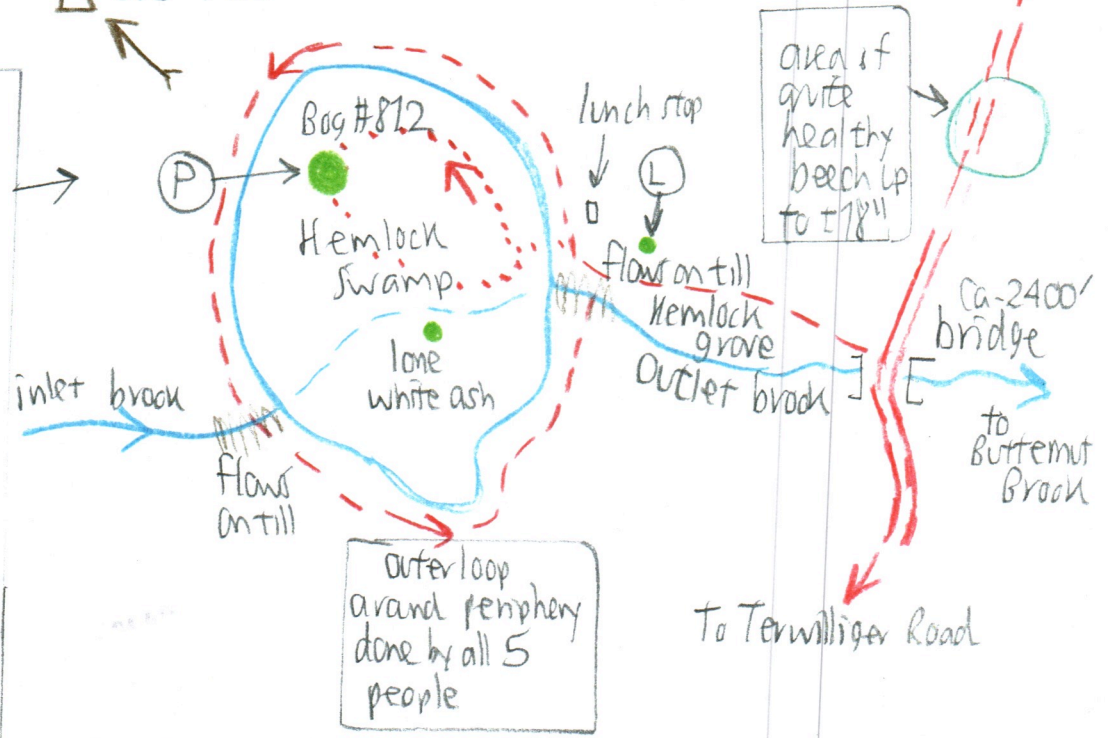 Bog #812
P
Hemlock
Swamp
lone
white ash
inlet brook
flows
on till
outer loop
around periphery
done by all 5
people
lunch stop
L
flows on till
Hemlock
grove
Outlet brook
area of
quite
healthy
beech up
to ±18"
Ca-2400'
bridge
to
Butternut
Brook
To Terwilliger Road